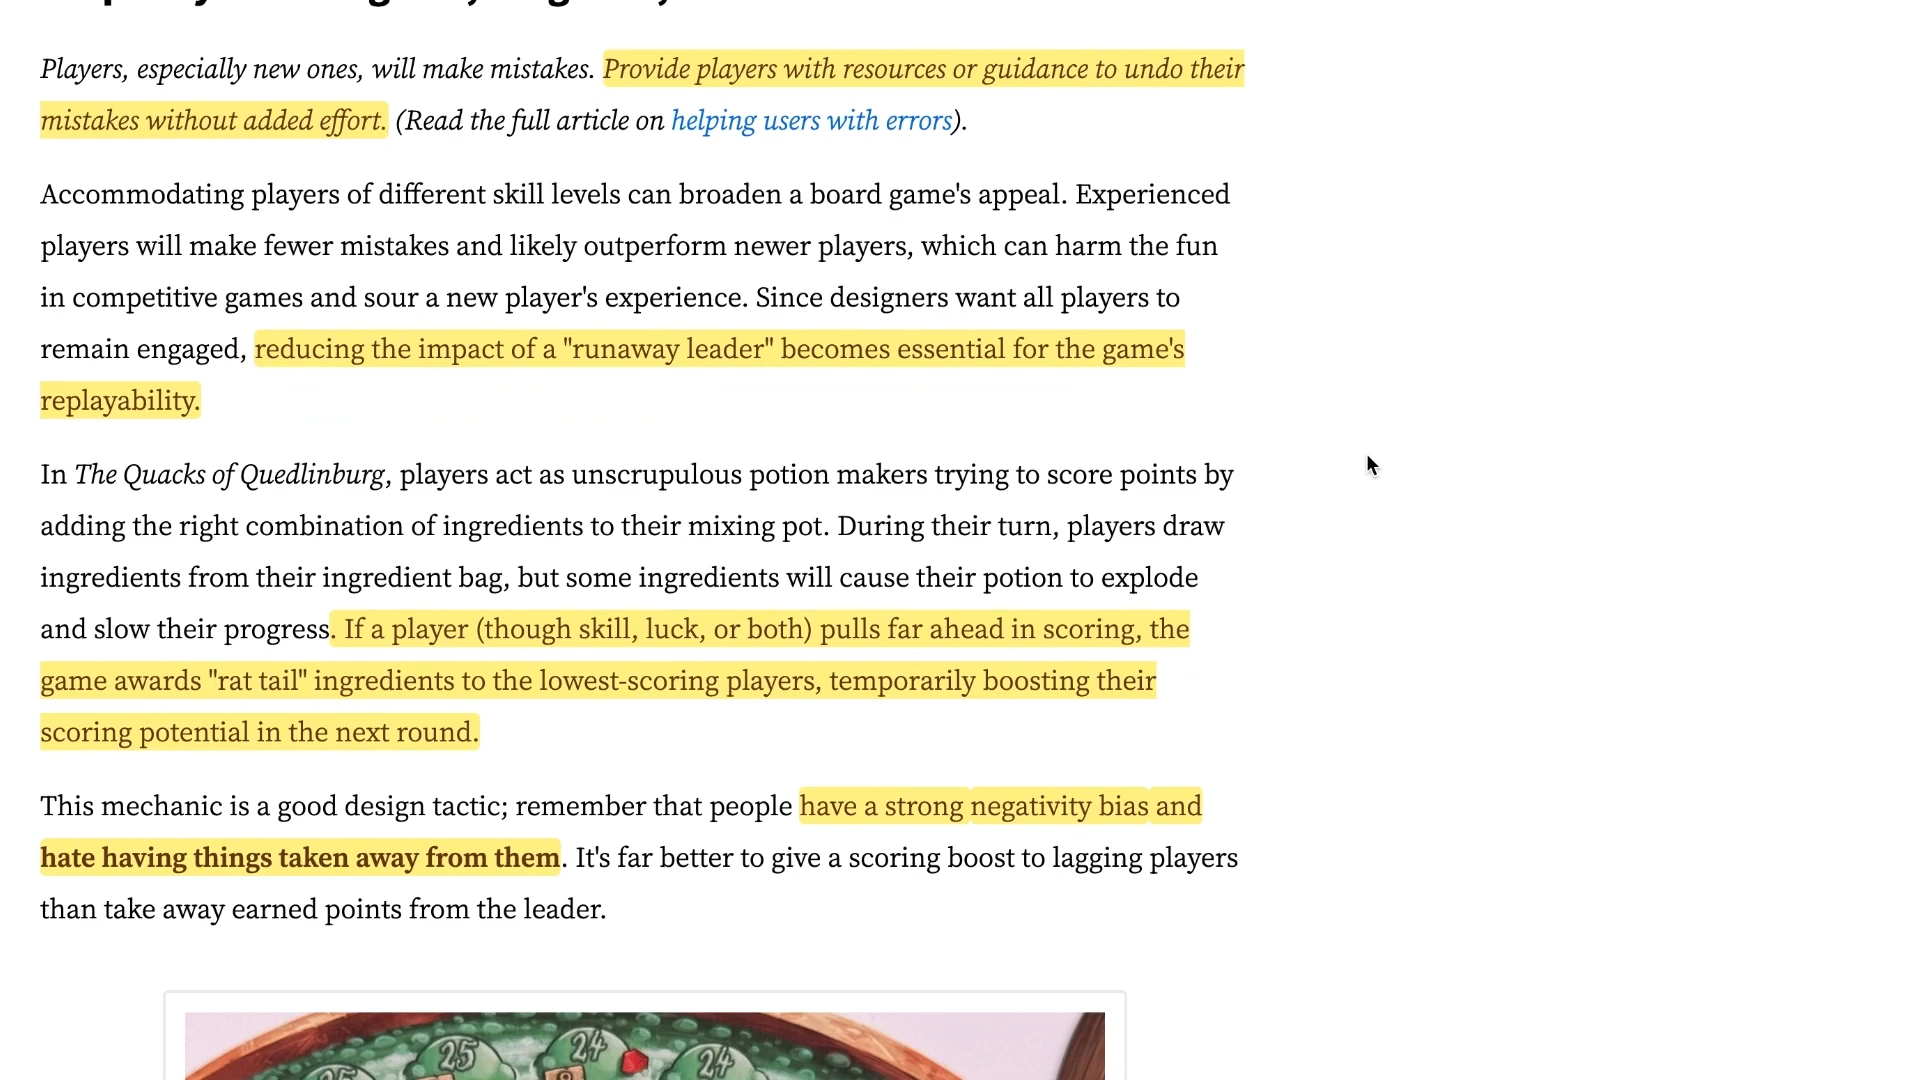 Players, especially new ones, will make mistakes. Provide players with resources or guidance to undo their
mistakes without added effort. (Read the full article on helping users with errors).
Accommodating players of different skill levels can broaden a board game's appeal. Experienced
players will make fewer mistakes and likely outperform newer players, which can harm the fun
in competitive games and sour a new player's experience. Since designers want all players to
remain engaged, reducing the impact of a "runaway leader" becomes essential for the game's
replayability.
In The Quacks of Quedlinburg, players act as unscrupulous potion makers trying to score points by
adding the right combination of ingredients to their mixing pot. During their turn, players draw
ingredients from their ingredient bag, but some ingredients will cause their potion to explode
and slow their progress. If a player (though skill, luck, or both) pulls far ahead in scoring, the
game awards "rat tail" ingredients to the lowest-scoring players, temporarily boosting their
scoring potential in the next round.
This mechanic is a good design tactic; remember that people have a strong negativity bias and
hate having things taken away from them. It's far better to give a scoring boost to lagging players
than take away earned points from the leader.
25 24 24